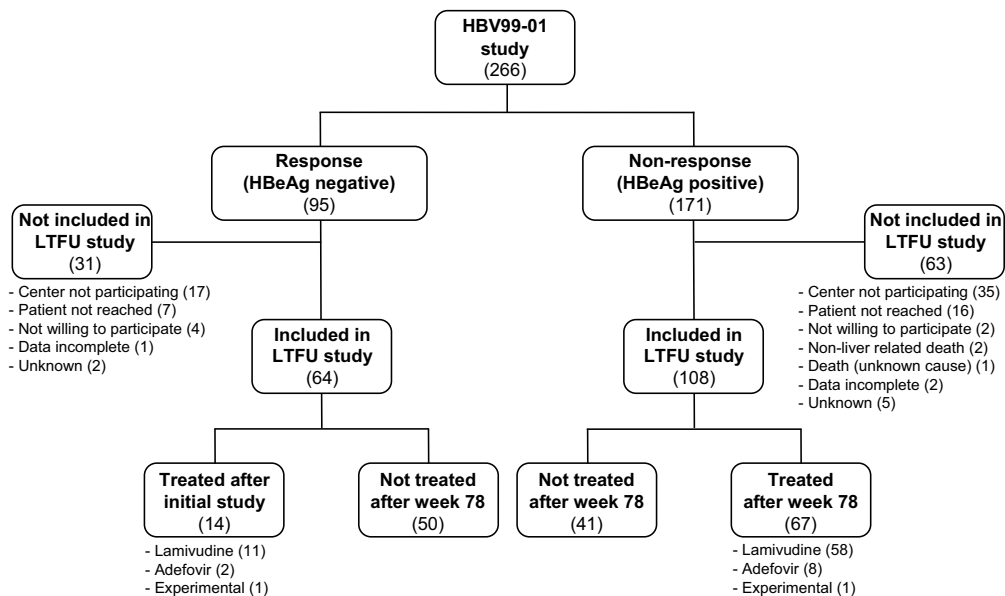 HBV99-01
study
(266)
Response
(HBeAg negative)
(95)
Non-response
(HBeAg positive)
(171)
Not included in
LTFU study
(31)
- Center not participating (17)
- Patient not reached (7)
- Not willing to participate (4)
- Data incomplete (1)
- Unknown (2)
Not included in
LTFU study
(63)
- Center not participating (35)
- Patient not reached (16)
- Not willing to participate (2)
- Non-liver related death (2)
- Death (unknown cause) (1)
- Data incomplete (2)
- Unknown (5)
Included in
LTFU study
(64)
Included in
LTFU study
(108)
Treated after
initial study
(14)
- Lamivudine (11)
- Adefovir (2)
- Experimental (1)
Not treated
after week 78
(50)
Not treated
after week 78
(41)
Treated
after week 78
(67)
- Lamivudine (58)
- Adefovir (8)
- Experimental (1)